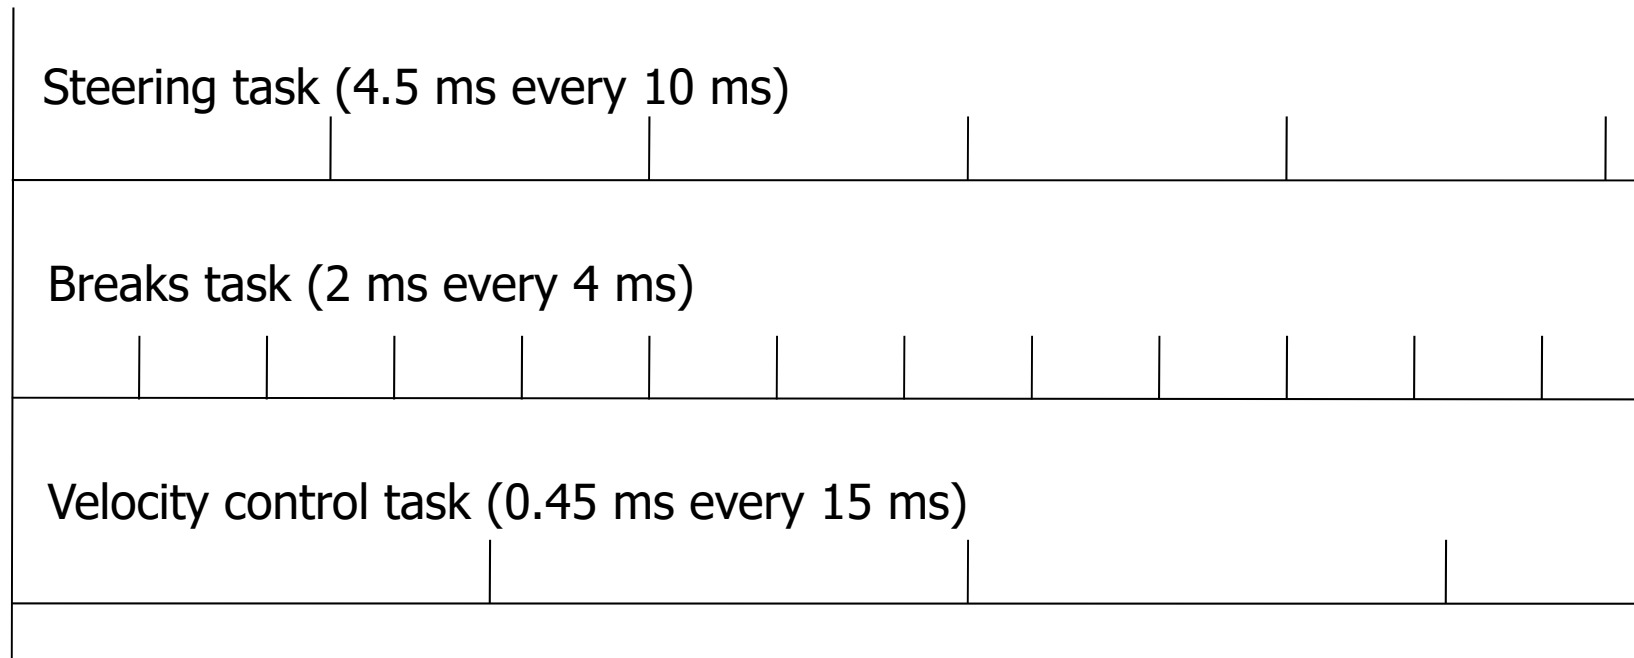 Steering task (4.5 ms every 10 ms)
Breaks task (2 ms every 4 ms)
Velocity control task (0.45 ms every 15 ms)